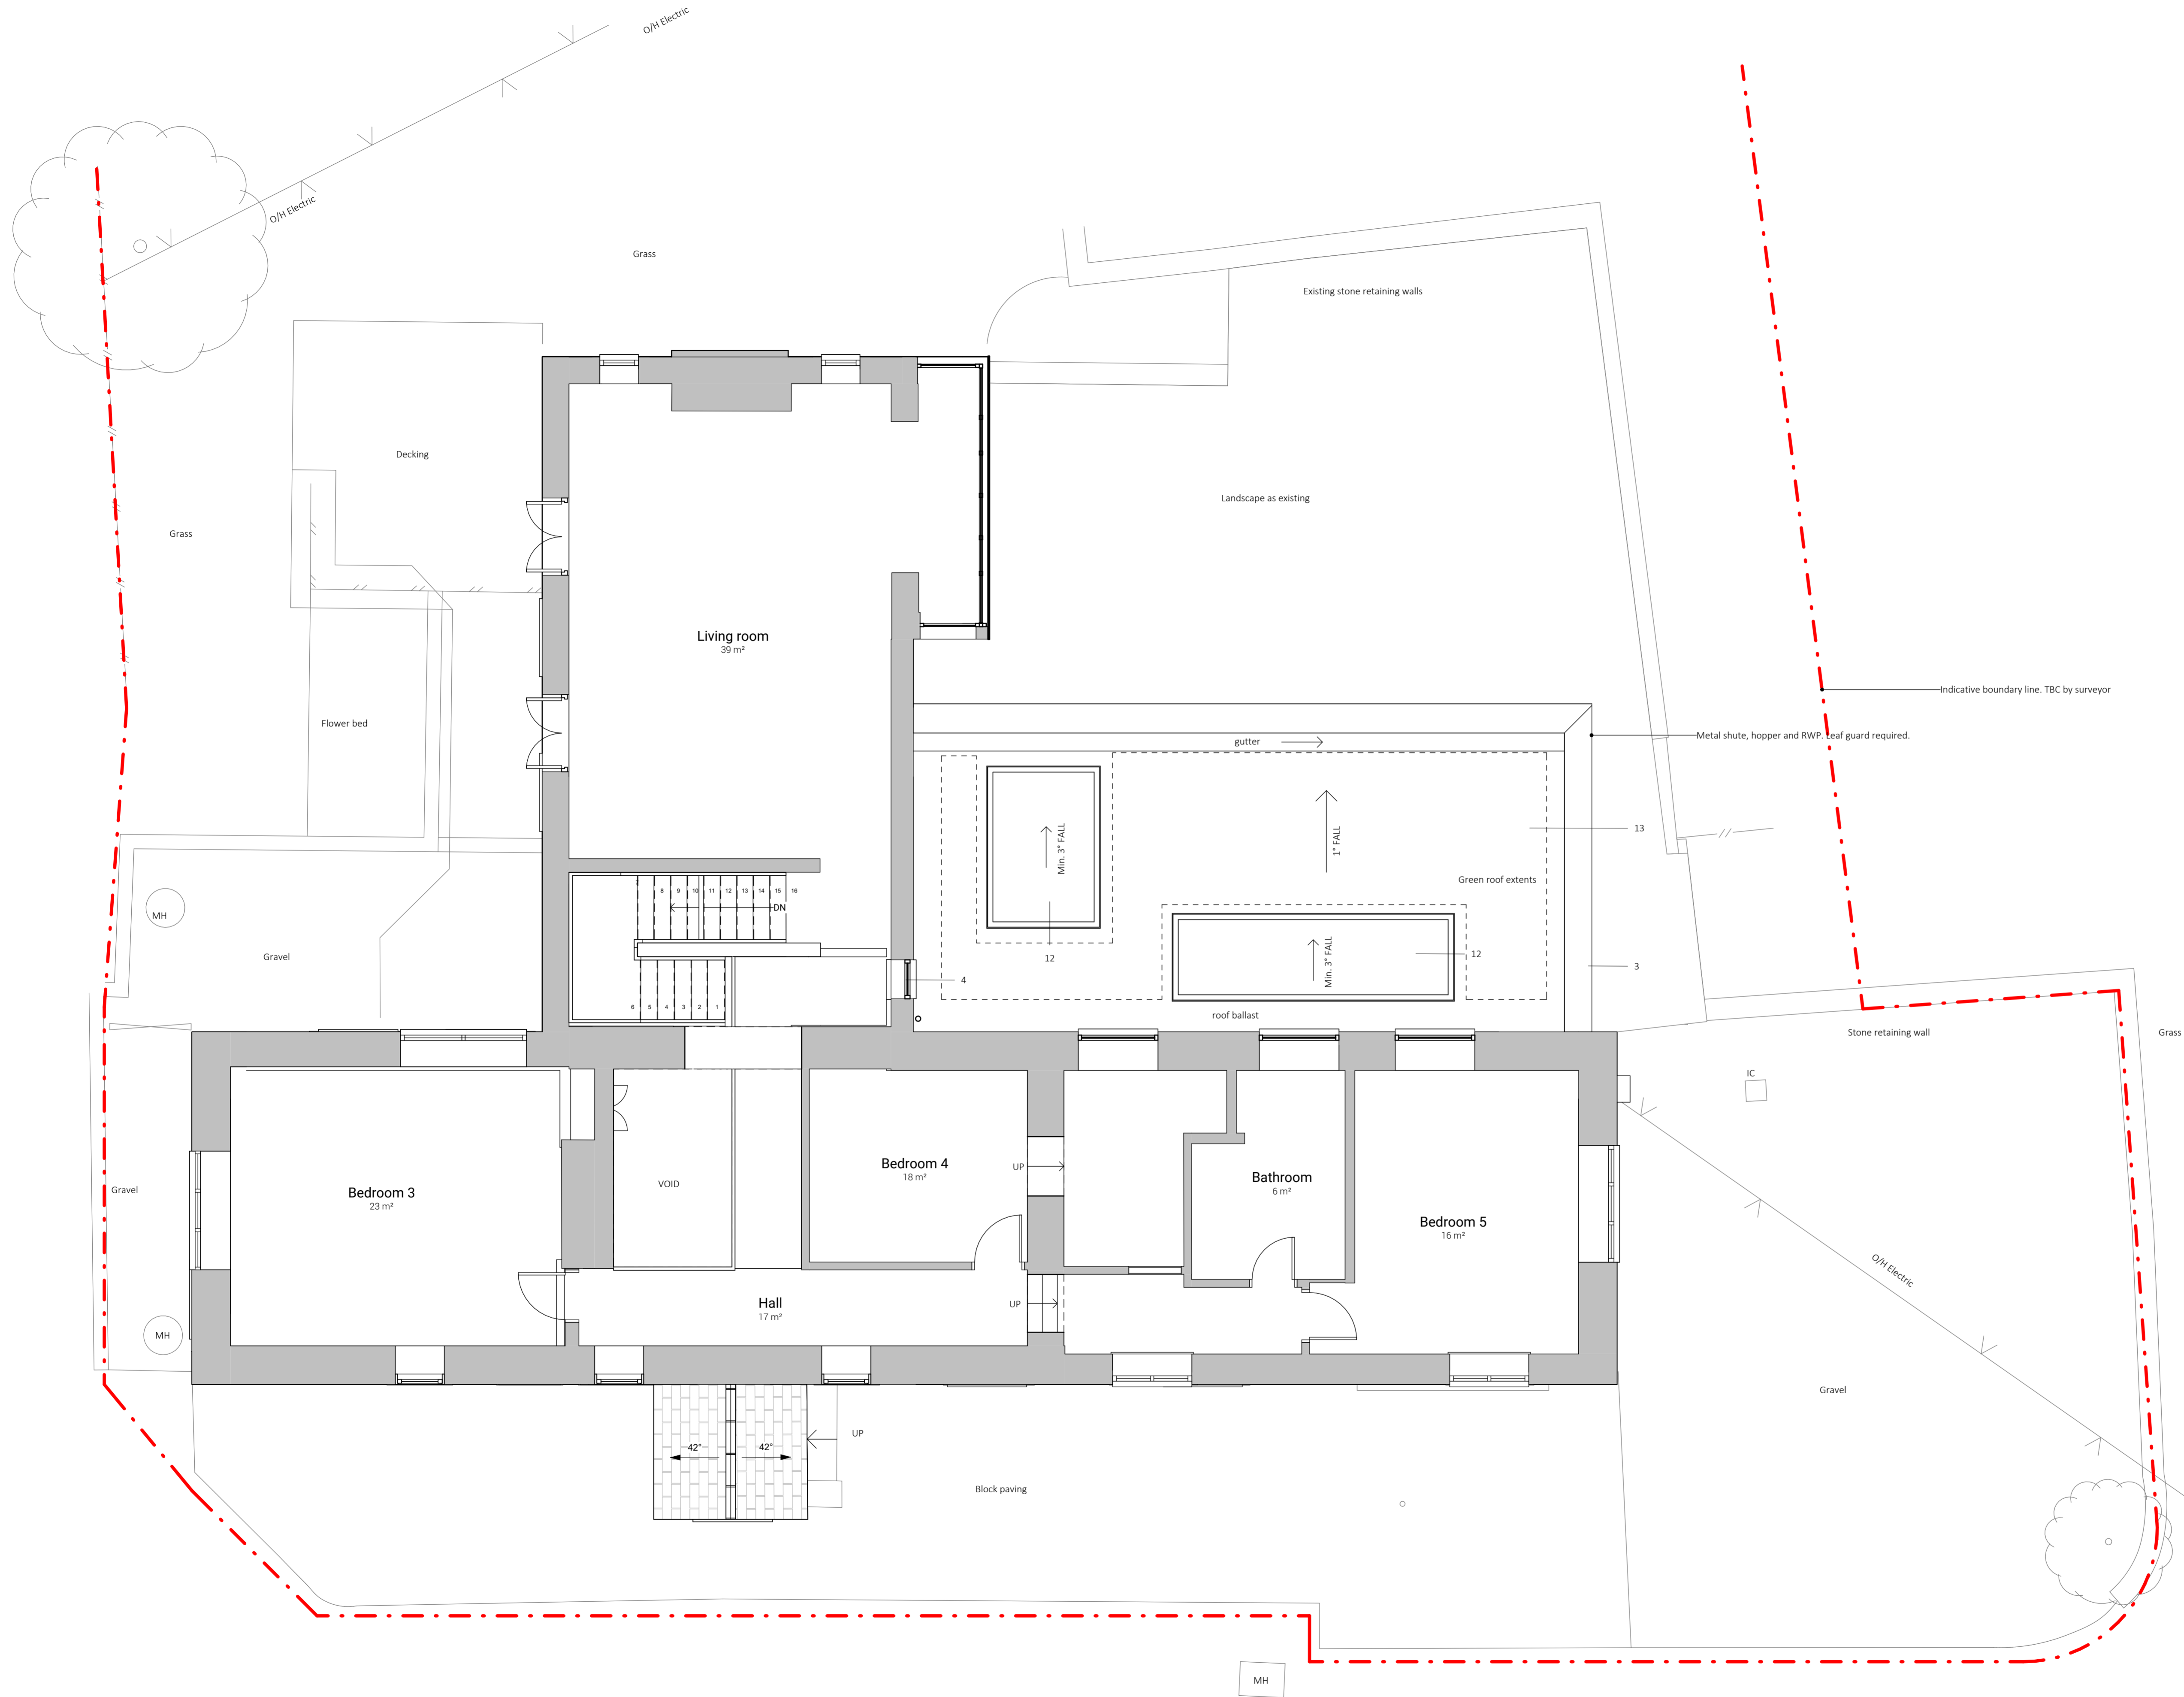 O/H Electric
O/H Electric
Grass
Existing stone retaining walls
Decking
Landscape as existing
Grass
Living room
39 m²
Indicative boundary line. TBC by surveyor
Flower bed
Metal shute, hopper and RWP. Leaf guard required.
gutter
13
Min. 3° FALL
1° FALL
Green roof extents
8 9 10 11 12 13 14 15 16
DN
MH
Gravel
12
12
Min. 3° FALL
3
4
6 5 4 3 2 1
roof ballast
Stone retaining wall
Grass
IC
Bedroom 4
18 m²
UP
Bathroom
6 m²
VOID
Gravel
Bedroom 3
23 m²
Bedroom 5
16 m²
O/H Electric
Hall
17 m²
UP
MH
Gravel
UP
42°
42°
Block paving
MH